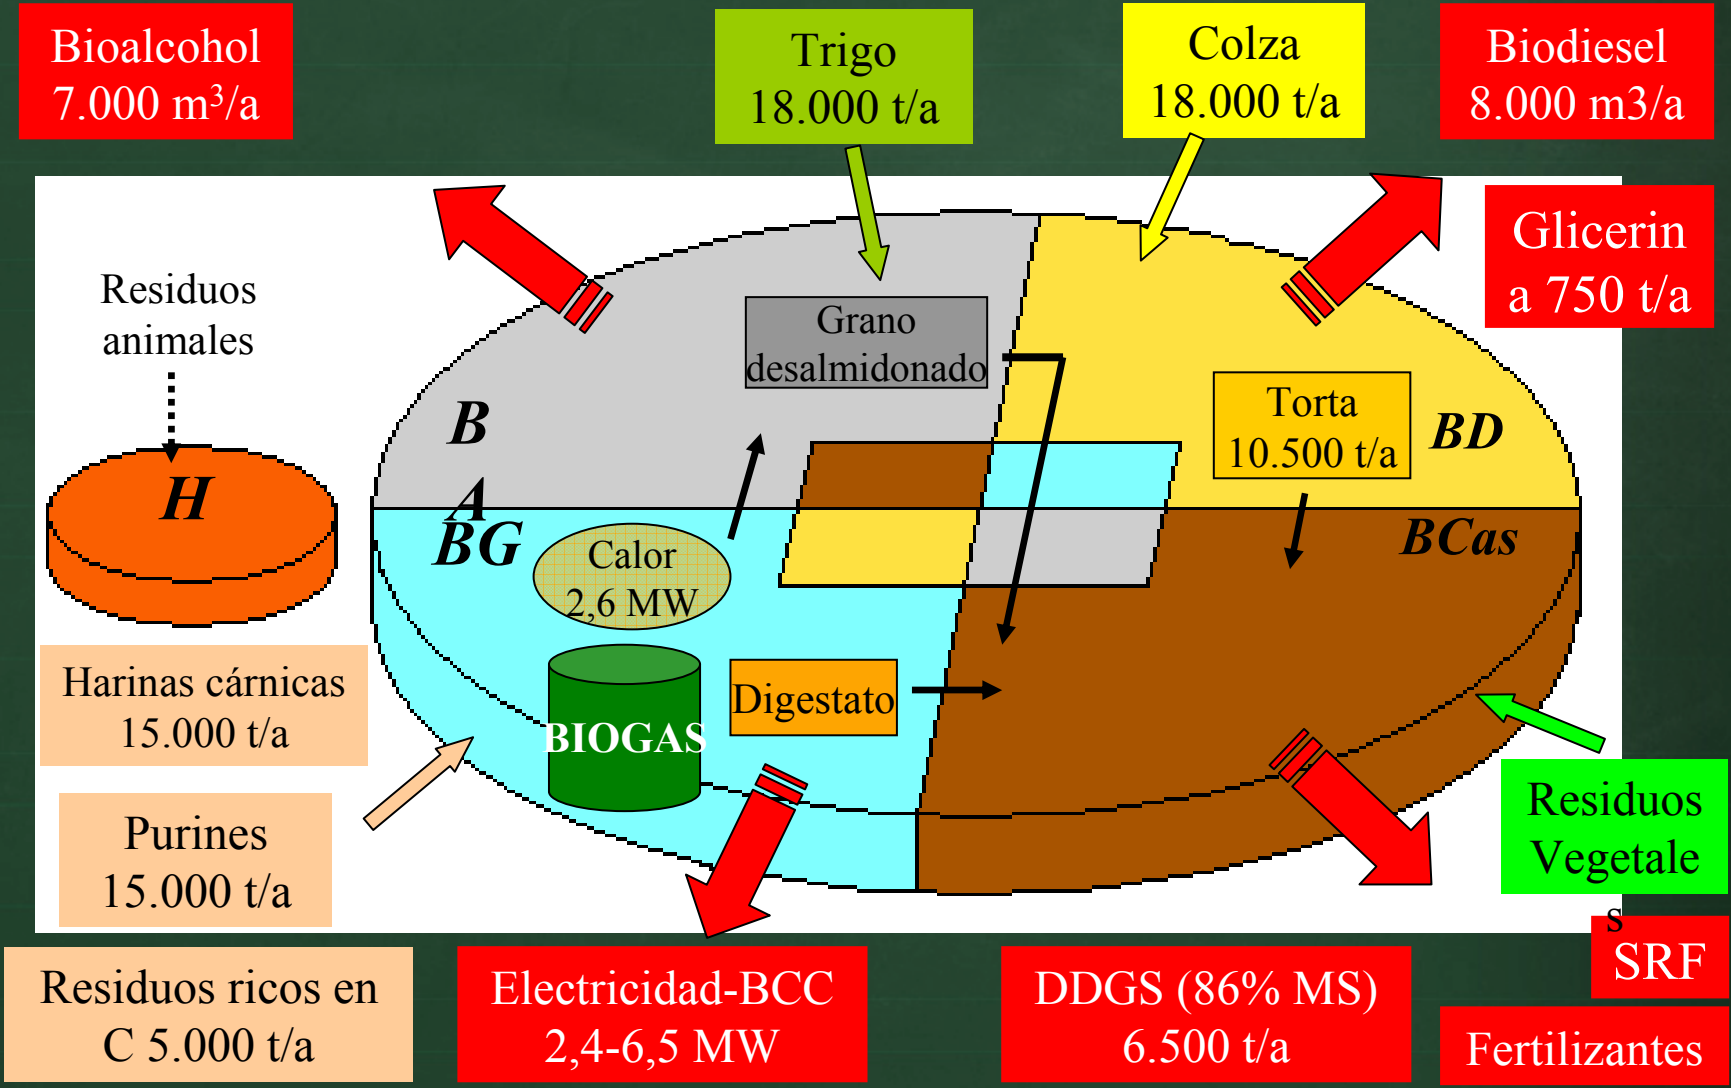 Bioalcohol
7.000 m³/a
Trigo
18.000 t/a
Colza
18.000 t/a
Biodiesel
8.000 m3/a
Glicerin
a 750 t/a
Residuos
animales
Grano
desalmidonado
Torta
10.500 t/a
B
A
BD
H
BG
BCas
Calor
2,6 MW
Harinas cárnicas
15.000 t/a
Digestato
BIOGAS
Purines
15.000 t/a
Residuos
Vegetale
s
Residuos ricos en
C 5.000 t/a
Electricidad-BCC
2,4-6,5 MW
DDGS (86% MS)
6.500 t/a
SRF
Fertilizantes